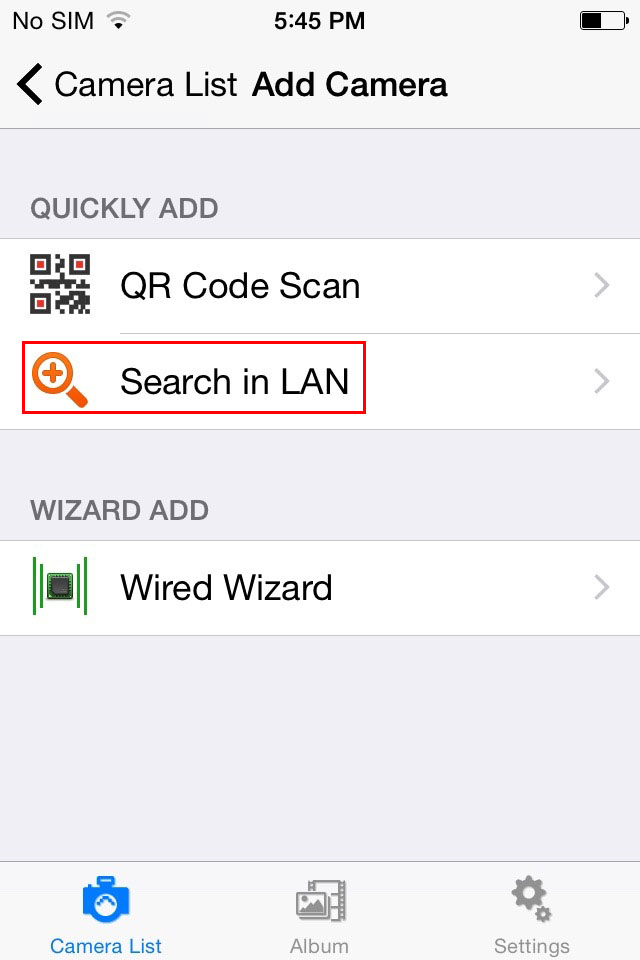 No SIM 5:45 PM
Camera List Add Camera
QUICKLY ADD
QR Code Scan
Search in LAN
WIZARD ADD
Wired Wizard
Camera List Album Settings